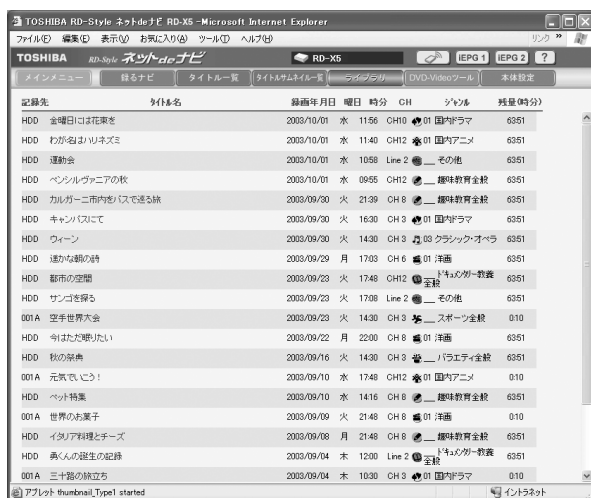 TOSHIBA RD-Style ネットdeナビ RD-X5 -Microsoft Internet Explorer
ファイル(F) 編集(E) 表示(V) お気に入り(A) ツール(T) ヘルプ(H) リンク »
TOSHIBA RD-Style ネットdeナビ RD-X5 iEPG 1 iEPG 2 ?
メインメニュー 録るナビ タイトル一覧 タイトルサムネイル一覧 ライブラリ DVD-Videoツール 本体設定
記録先 タイトル名 録画年月日 曜日 時分 CH ジャンル 残量(時分)
HDD 金曜日には花束を 2003/10/01 水 11:56 CH10 01 国内ドラマ 63:51
HDD わが名はハリネズミ 2003/10/01 水 11:40 CH12 01 国内アニメ 63:51
HDD 運動会 2003/10/01 水 10:58 Line 2 __ その他 63:51
HDD ペンシルヴァニアの秋 2003/10/01 水 09:55 CH12 __ 趣味教育全般 63:51
HDD カルガーニ市内をバスで巡る旅 2003/09/30 火 21:39 CH 8 __ 趣味教育全般 63:51
HDD キャンパスにて 2003/09/30 火 16:30 CH 3 01 国内ドラマ 63:51
HDD ウィーン 2003/09/30 火 14:30 CH 3 03 クラシック・オペラ 63:51
HDD 遥かな朝の詩 2003/09/29 月 17:03 CH 6 01 洋画 63:51
HDD 都市の空間 2003/09/23 火 17:48 CH12 __ ドキュメンタリー教養全般 63:51
HDD サンゴを探る 2003/09/23 火 17:08 Line 2 __ その他 63:51
001A 空手世界大会 2003/09/23 火 14:30 CH 3 __ スポーツ全般 0:10
HDD 今はただ眠りたい 2003/09/22 月 22:00 CH 8 01 洋画 63:51
HDD 秋の祭典 2003/09/16 火 14:30 CH 3 __ バラエティ全般 63:51
001A 元気でいこう! 2003/09/10 水 17:48 CH12 01 国内アニメ 0:10
HDD ペット特集 2003/09/10 水 14:16 CH 8 __ 趣味教育全般 63:51
001A 世界のお菓子 2003/09/09 火 21:48 CH 8 01 洋画 0:10
HDD イタリア料理とチーズ 2003/09/08 月 21:48 CH 8 __ 趣味教育全般 63:51
HDD 勇くんの誕生の記録 2003/09/04 木 12:00 Line 2 __ ドキュメンタリー教養全般 63:51
001A 三十路の旅立ち 2003/09/04 木 10:30 CH 3 01 国内ドラマ 0:10
アプレット thumbnail_Type1 started イントラネット